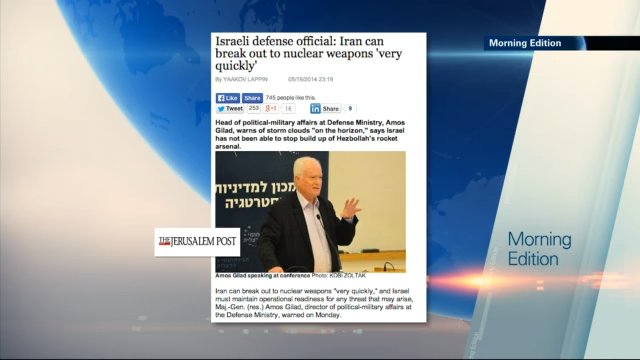 Israeli defense official: Iran can
break out to nuclear weapons 'very
quickly'
By YAAKOV LAPPIN 05/19/2014 23:19
Like Share 745 people like this.
Tweet 253 +1 16 in Share 9
Head of political-military affairs at Defense Ministry, Amos
Gilad, warns of storm clouds "on the horizon," says Israel
has not been able to stop build up of Hezbollah's rocket
arsenal.
מכון למדיניות
Amos Gilad speaking at conference Photo: KOBI ZOLTAK
Iran can break out to nuclear weapons "very quickly," and Israel
must maintain operational readiness for any threat that may arise,
Maj.-Gen. (res.) Amos Gilad, director of political-military affairs at
the Defense Ministry, warned on Monday.
THE JERUSALEM POST
Morning Edition
Morning
Edition